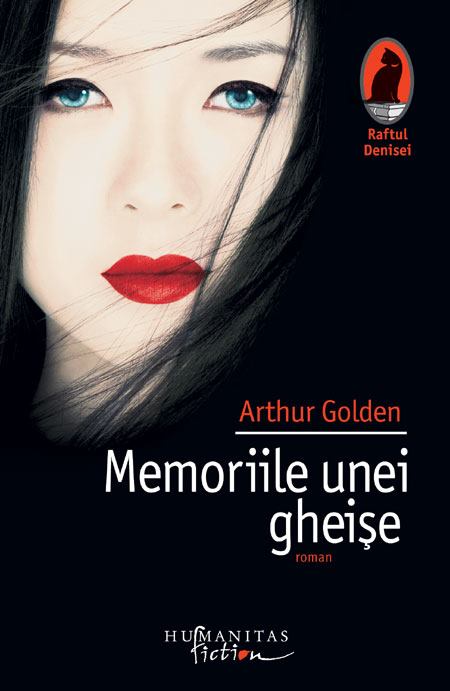 Raftul
Denisei
Arthur Golden
Memoriile unei
gheişe
roman
HUMANITAS
fiction